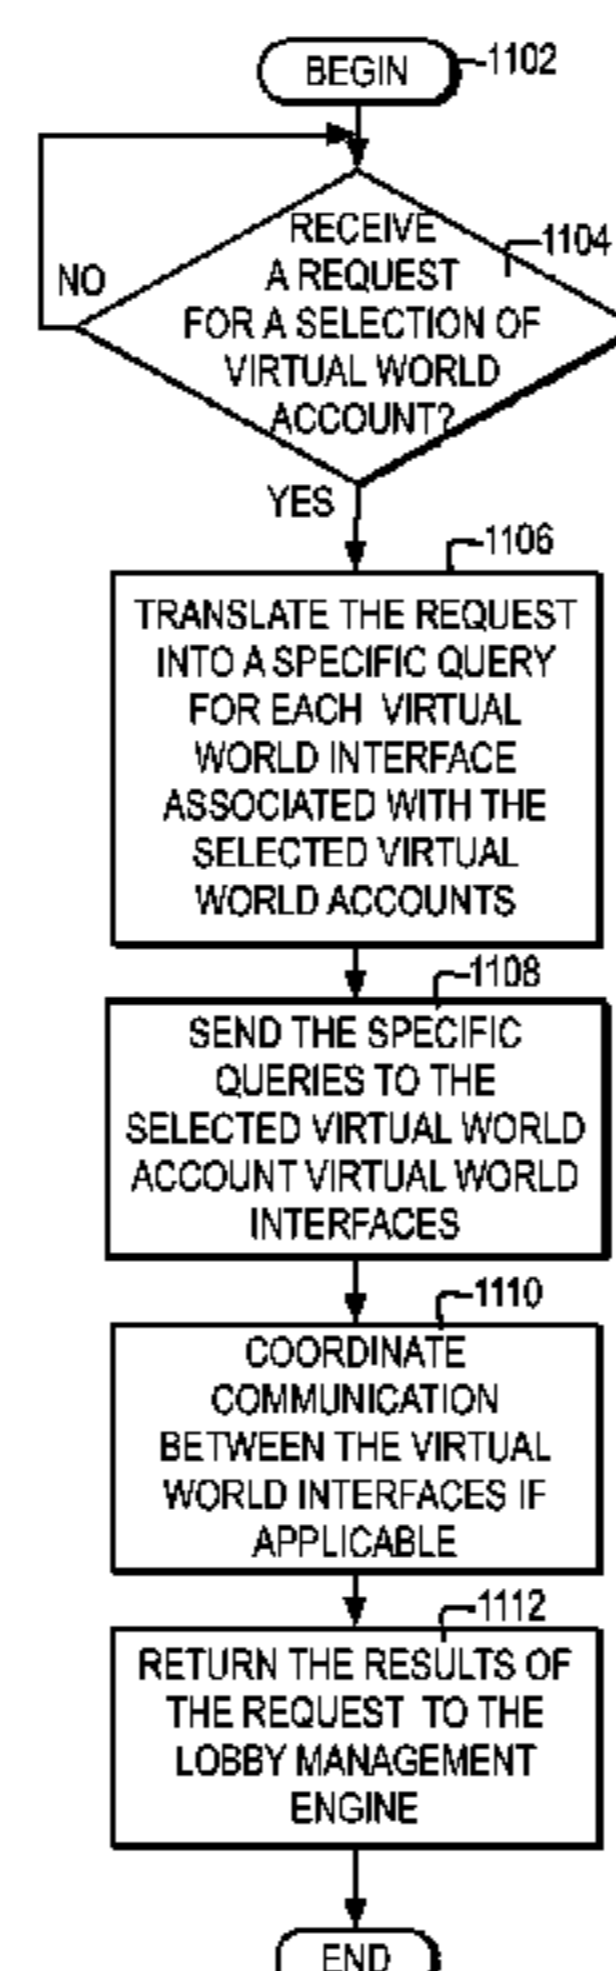 BEGIN
1102
RECEIVE
1104
A REQUEST
NO
FOR A SELECTION OF
VIRTUAL WORLD
ACCOUNT?
YES
1106
TRANSLATE THE REQUEST
INTO A SPECIFIC QUERY
FOR EACH VIRTUAL
WORLD INTERFACE
ASSOCIATED WITH THE
SELECTED VIRTUAL
WORLD ACCOUNTS
1108
SEND THE SPECIFIC
QUERIES TO THE
SELECTED VIRTUAL WORLD
ACCOUNT VIRTUAL WORLD
INTERFACES
1110
COORDINATE
COMMUNICATION
BETWEEN THE VIRTUAL
WORLD INTERFACES IF
APPLICABLE
1112
RETURN THE RESULTS OF
THE REQUEST TO THE
LOBBY MANAGEMENT
ENGINE
END